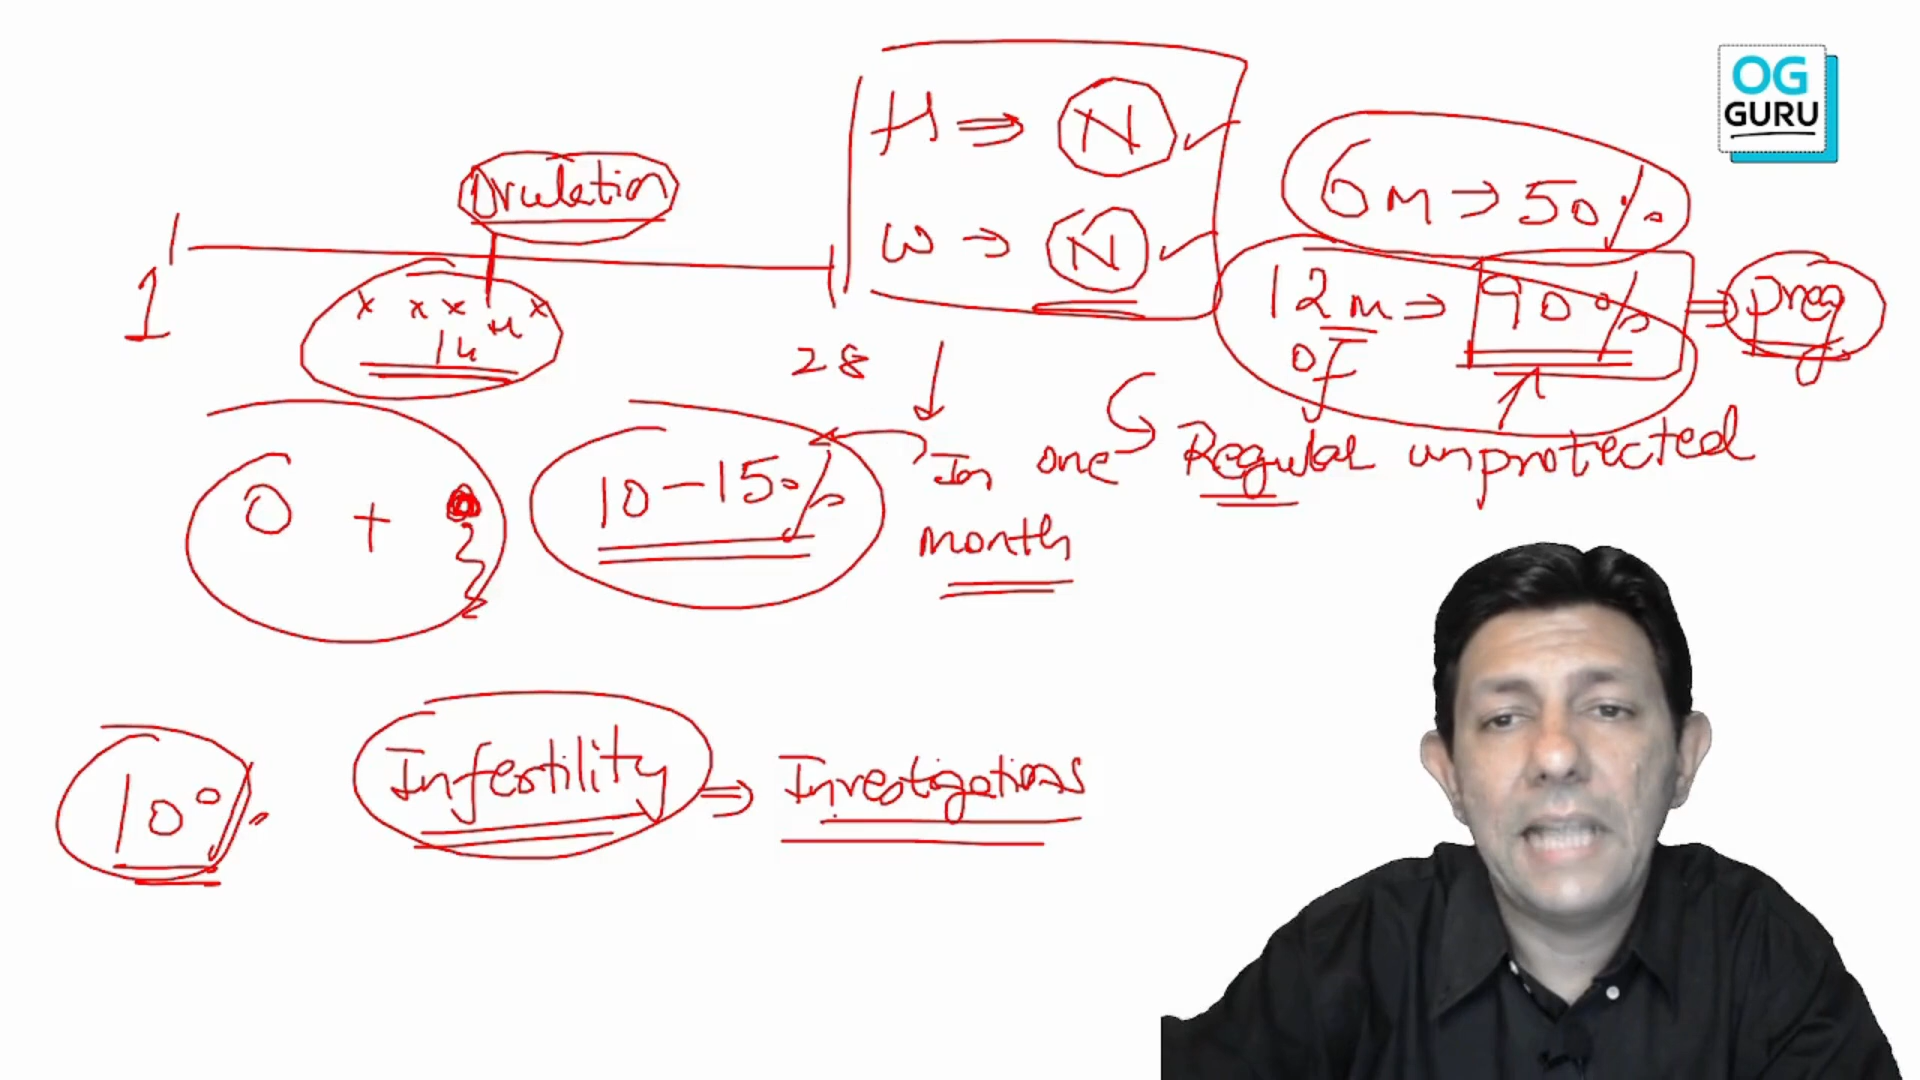 OG
GURU
Ovulation
1
x x x x
14th
28
H ⇒ N ✓
W → N ✓
6m → 50%
12m ⇒ 90% ⇒ preg
of
Regular unprotected
O +
10-15%
In one
month
10%
Infertility ⇒ Investigations